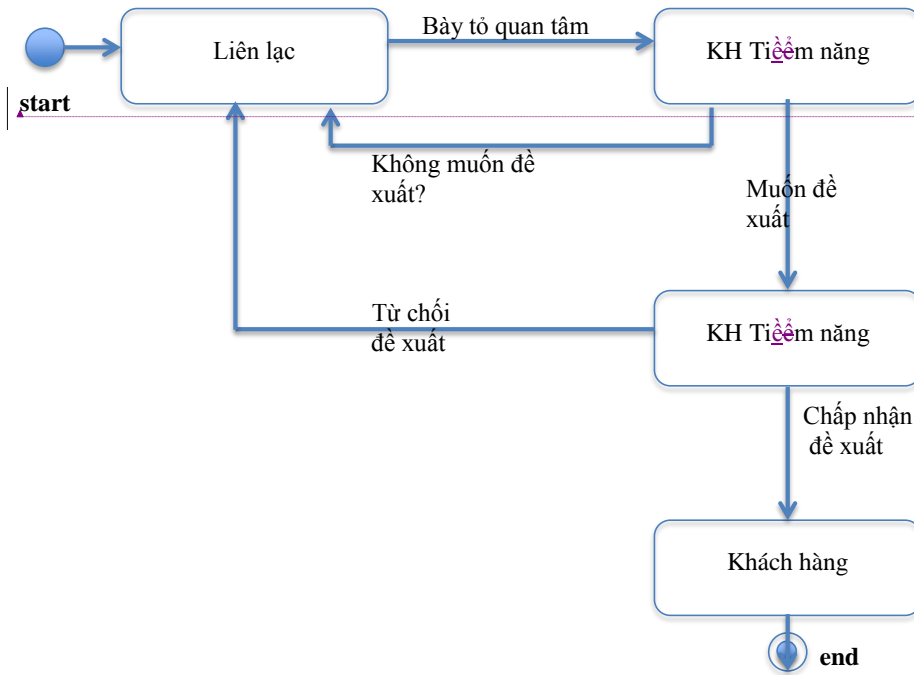 Liên lạc
Bày tỏ quan tâm
KH Tiềểm năng
start
Không muốn đề
xuất?
Muốn đề
xuất
Từ chối
đề xuất
KH Tiềểm năng
Chấp nhận
đề xuất
Khách hàng
end